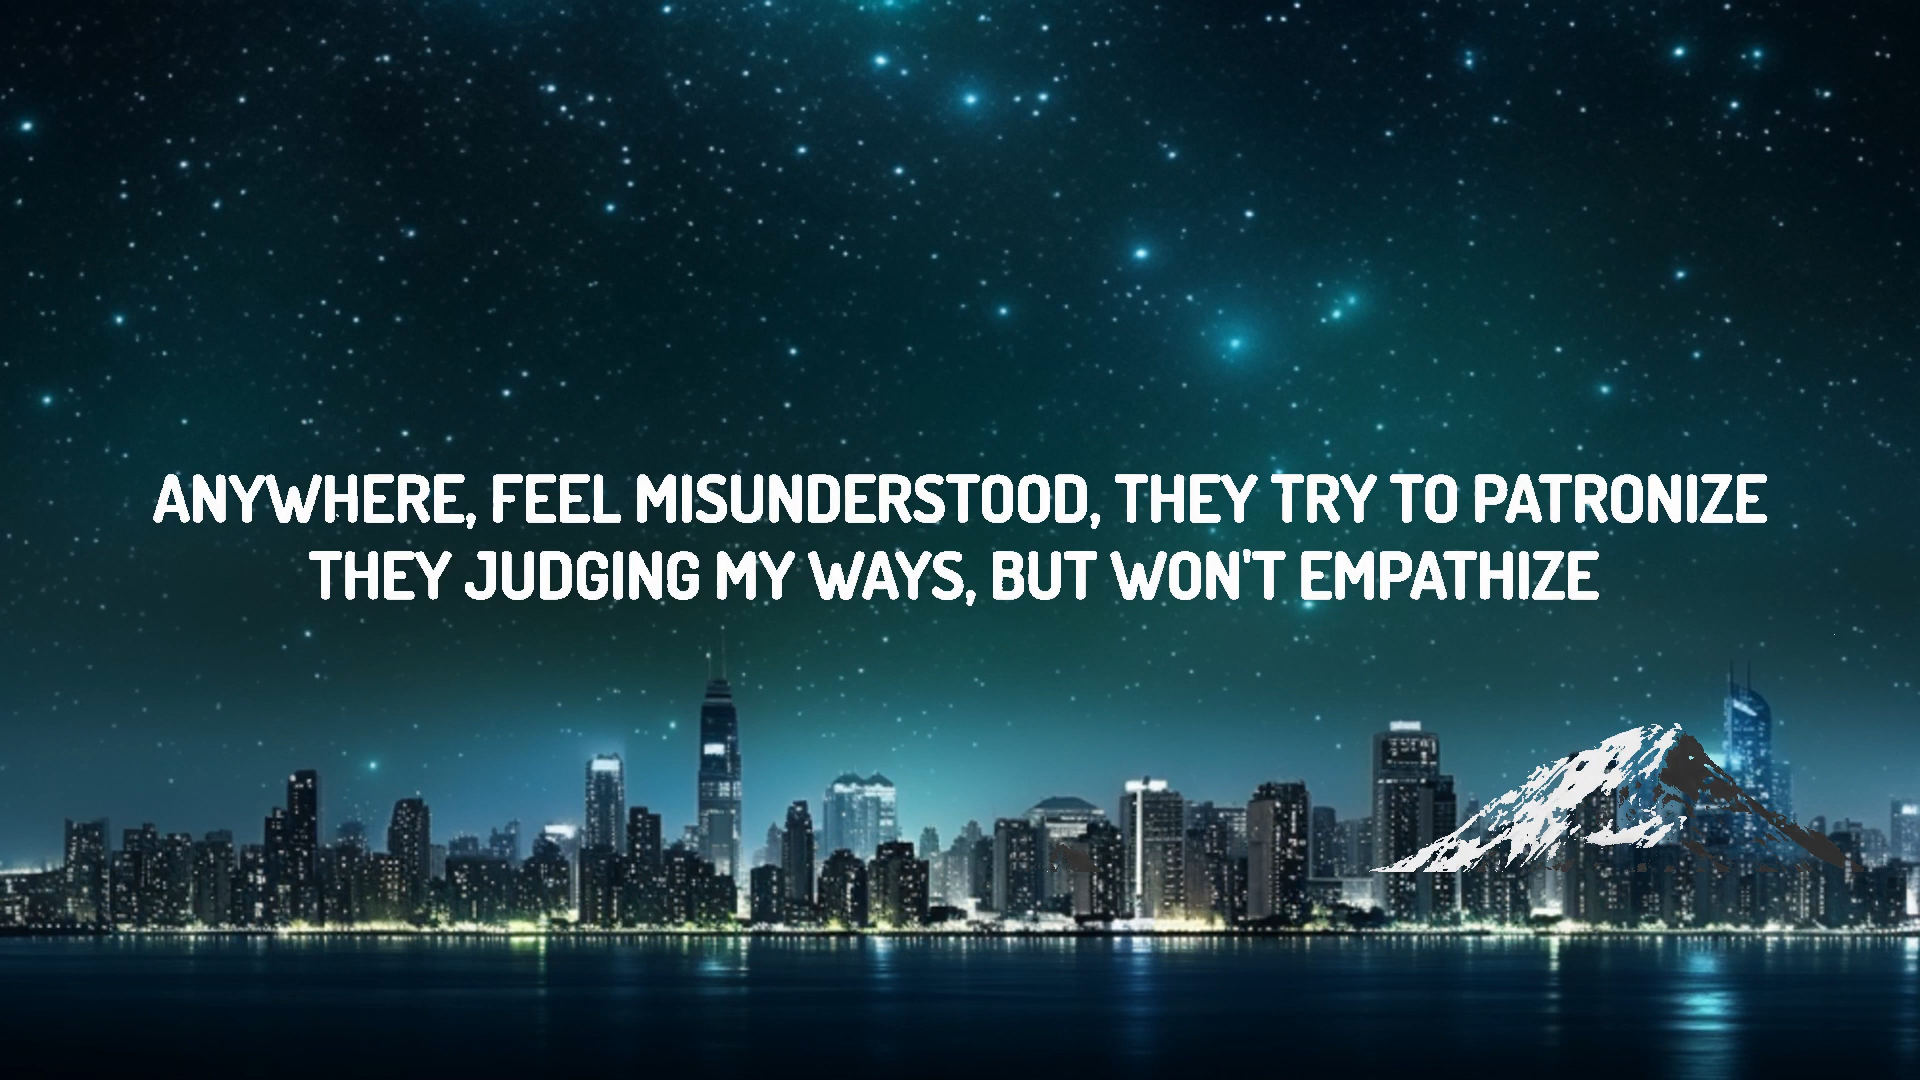 ANYWHERE, FEEL MISUNDERSTOOD, THEY TRY TO PATRONIZE
THEY JUDGING MY WAYS, BUT WON'T EMPATHIZE